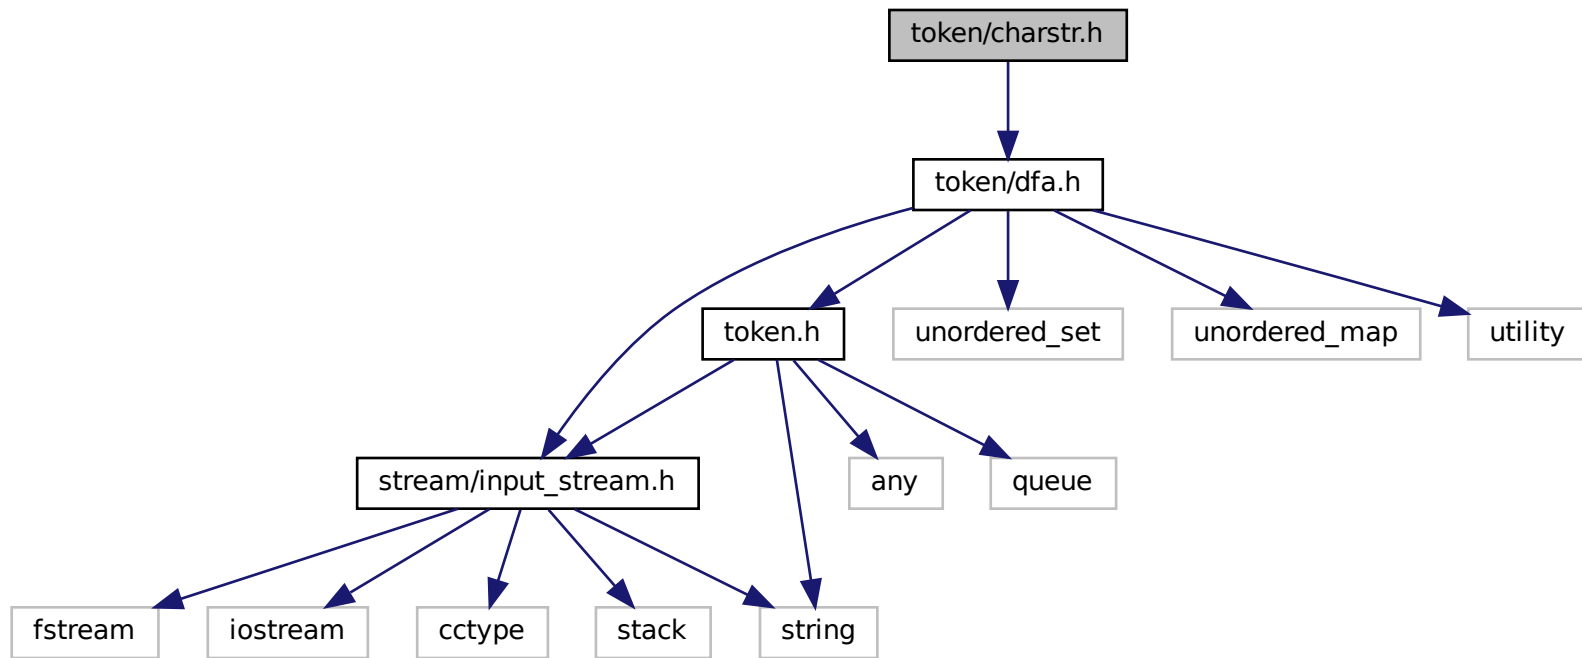 token/charstr.h
token/dfa.h
token.h
unordered_set
unordered_map
utility
stream/input_stream.h
any
queue
fstream
iostream
cctype
stack
string